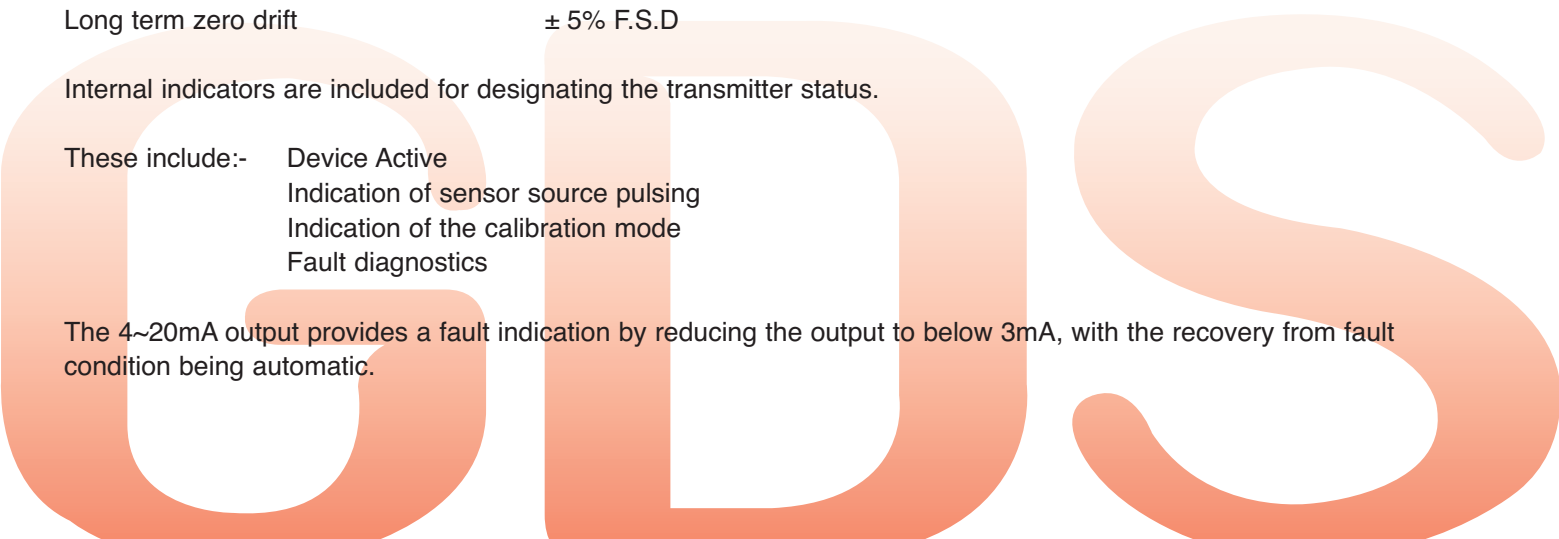 Long term zero drift ± 5% F.S.D
Internal indicators are included for designating the transmitter status.
These include:- Device Active
Indication of sensor source pulsing
Indication of the calibration mode
Fault diagnostics
The 4~20mA output provides a fault indication by reducing the output to below 3mA, with the recovery from fault
condition being automatic.
GDS